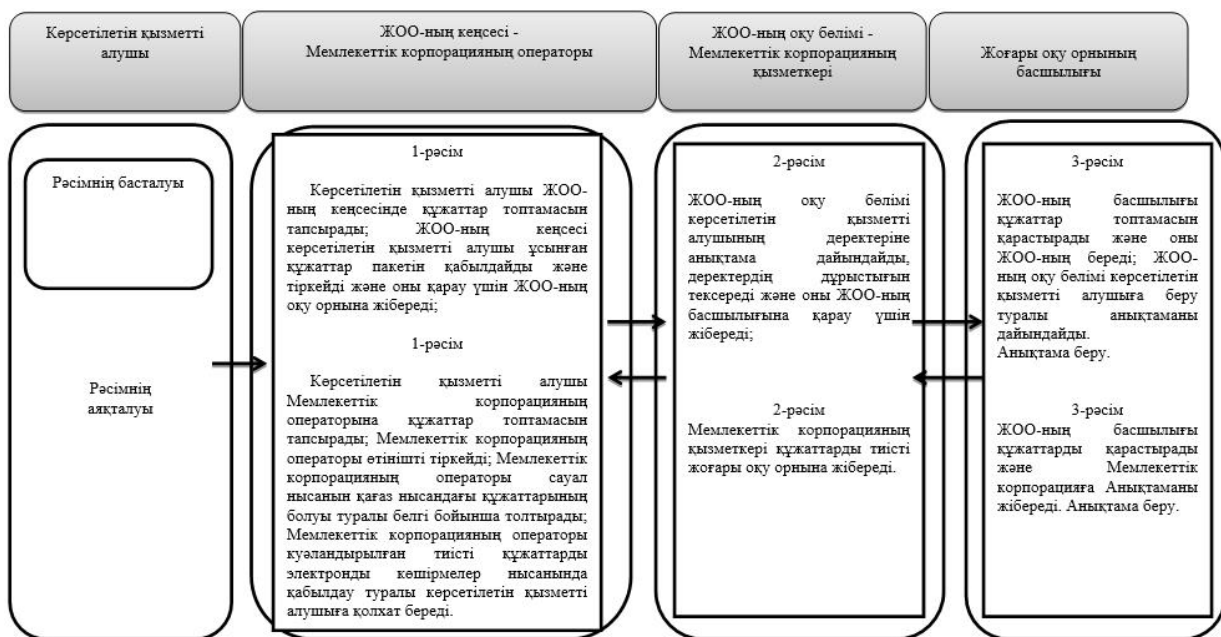 Көрсетілетін қызметті
алушы
ЖОО-ның кеңсесі -
Мемлекеттік корпорацияның операторы
ЖОО-ның оқу бөлімі -
Мемлекеттік корпорацияның
қызметкері
Жоғары оқу орнының
басшылығы
Рәсімнің басталуы
Рәсімнің
аяқталуы
1-рәсім
Көрсетілетін қызметті алушы ЖОО-
ның кеңсесінде құжаттар топтамасын
тапсырады; ЖОО-ның кеңсесі
көрсетілетін қызметті алушы ұсынған
құжаттар пакетін қабылдайды және
тіркейді және оны қарау үшін ЖОО-ның
оқу орнына жібереді;
1-рәсім
Көрсетілетін қызметті алушы
Мемлекеттік корпорацияның
операторына құжаттар топтамасын
тапсырады; Мемлекеттік корпорацияның
операторы өтінішті тіркейді; Мемлекеттік
корпорацияның операторы сауал
нысанын қағаз нысандағы құжаттарының
болуы туралы белгі бойынша толтырады;
Мемлекеттік корпорацияның операторы
куәландырылған тиісті құжаттарды
электронды көшірмелер нысанында
қабылдау туралы көрсетілетін қызметті
алушыға қолхат береді.
2-рәсім
ЖОО-ның оқу бөлімі
көрсетілетін қызметті
алушының деректеріне
анықтама дайындайды,
деректердің дұрыстығын
тексереді және оны ЖОО-ның
басшылығына қарау үшін
жібереді;
2-рәсім
Мемлекеттік корпорацияның
қызметкері құжаттарды тиісті
жоғары оқу орнына жібереді.
3-рәсім
ЖОО-ның басшылығы
құжаттар топтамасын
қарастырады және оны
ЖОО-ның береді; ЖОО-
ның оқу бөлімі көрсетілетін
қызметті алушыға беру
туралы анықтаманы
дайындайды.
Анықтама беру.
3-рәсім
ЖОО-ның басшылығы
құжаттарды қарастырады
және Мемлекеттік
корпорацияға Анықтаманы
жібереді. Анықтама беру.